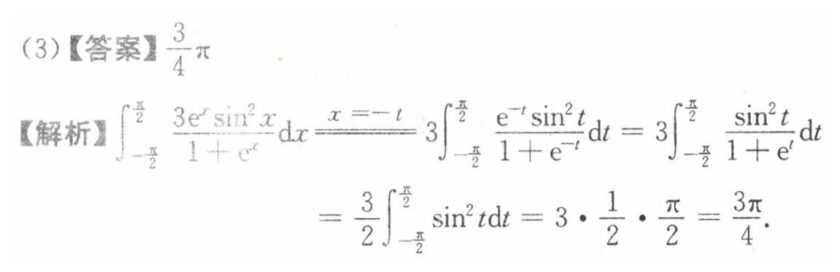 (3)【答案】$\frac{3}{4}\pi$
【解析】$\int_{-\frac{\pi}{2}}^{\frac{\pi}{2}} \frac{3e^x \sin^2 x}{1+e^x} dx \xlongequal{x=-t} 3\int_{-\frac{\pi}{2}}^{\frac{\pi}{2}} \frac{e^{-t} \sin^2 t}{1+e^{-t}} dt = 3\int_{-\frac{\pi}{2}}^{\frac{\pi}{2}} \frac{\sin^2 t}{1+e^t} dt$
$= \frac{3}{2}\int_{-\frac{\pi}{2}}^{\frac{\pi}{2}} \sin^2 t dt = 3 \cdot \frac{1}{2} \cdot \frac{\pi}{2} = \frac{3\pi}{4}.$